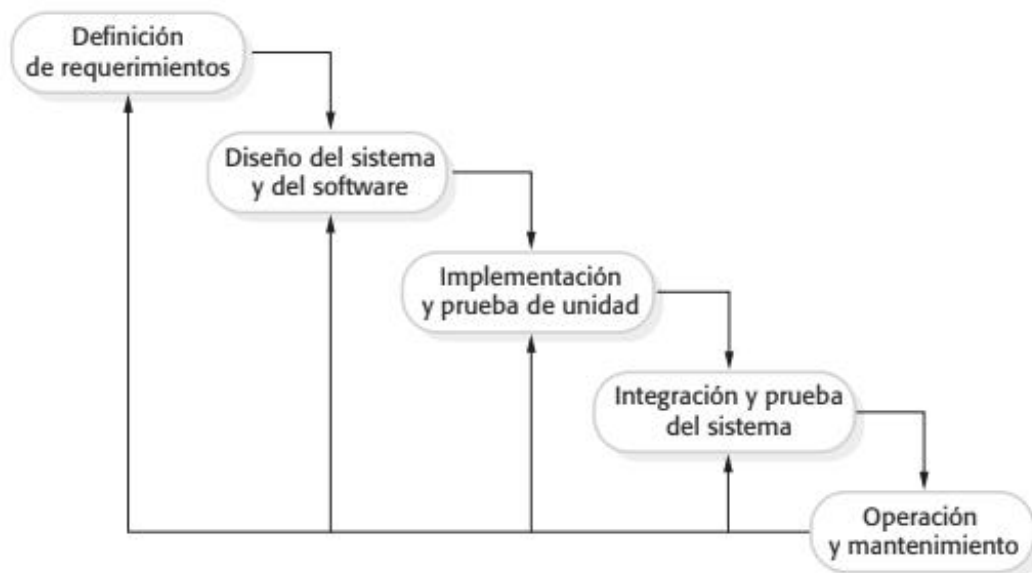 Definición
de requerimientos
Diseño del sistema
y del software
Implementación
y prueba de unidad
Integración y prueba
del sistema
Operación
y mantenimiento